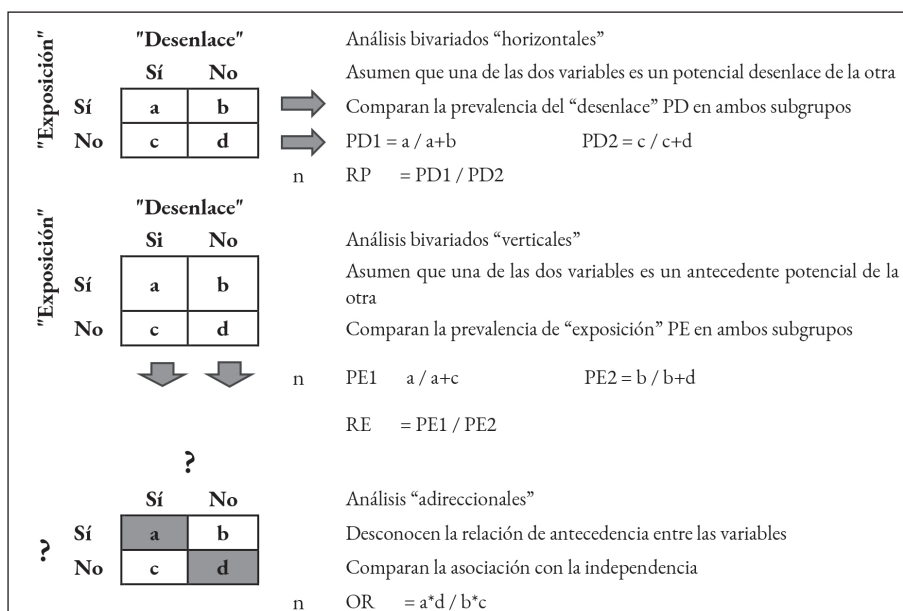 "Desenlace"
Análisis bivariados “horizontales”
"Exposición"
Sí No
Asumen que una de las dos variables es un potencial desenlace de la otra
Sí a b
Comparan la prevalencia del “desenlace” PD en ambos subgrupos
No c d
PD1 = a / a+b PD2 = c / c+d
n RP = PD1 / PD2
"Desenlace"
"Exposición"
Si No
Análisis bivariados “verticales”
Sí a b
Asumen que una de las dos variables es un antecedente potencial de la
otra
No c d
Comparan la prevalencia de “exposición” PE en ambos subgrupos
n PE1 a / a+c PE2 = b / b+d
RE = PE1 / PE2
?
Sí No
Análisis “adireccionales”
?
Sí a b
Desconocen la relación de antecedencia entre las variables
No c d
Comparan la asociación con la independencia
n OR = a*d / b*c